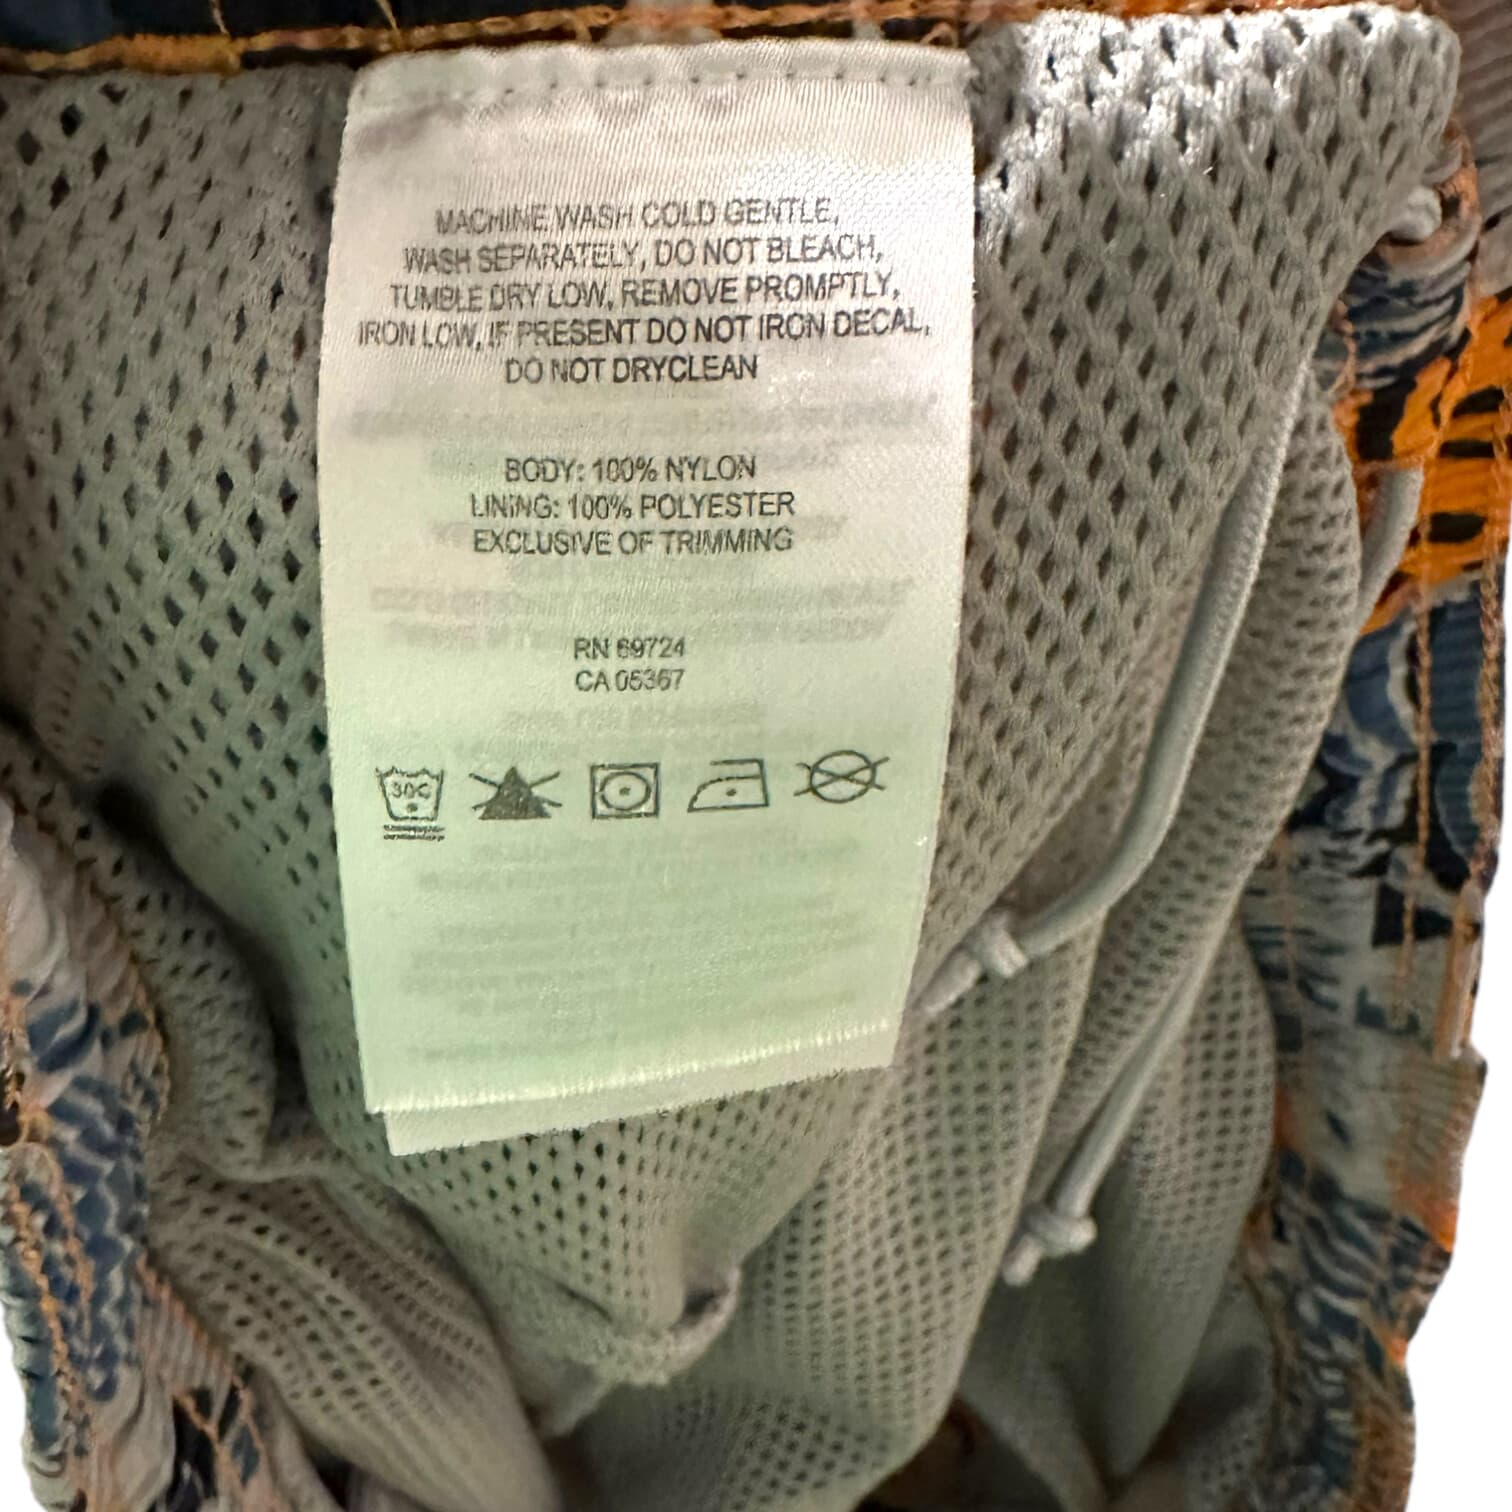 MACHINE WASH COLD GENTLE,
WASH SEPARATELY, DO NOT BLEACH,
TUMBLE DRY LOW, REMOVE PROMPTLY,
IRON LOW, IF PRESENT DO NOT IRON DECAL,
DO NOT DRYCLEAN
BODY: 100% NYLON
LINING: 100% POLYESTER
EXCLUSIVE OF TRIMMING
RN 69724
CA 05367
30C